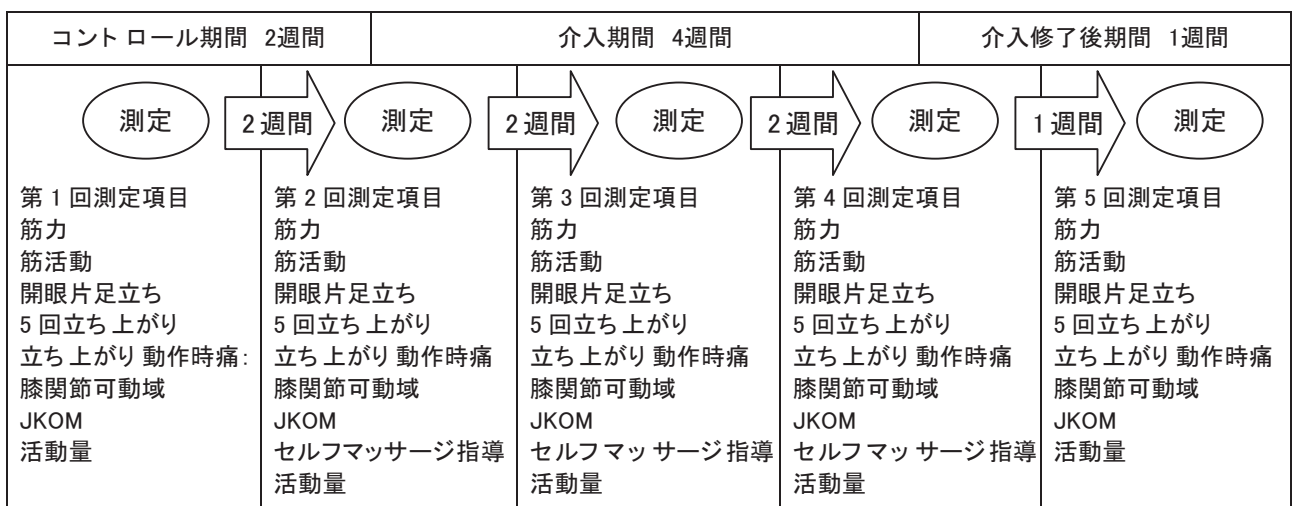 コントロール期間 2週間
介入期間 4週間
介入修了後期間 1週間
測定
2週間
測定
2週間
測定
2週間
測定
1週間
測定
第1回測定項目
筋力
筋活動
開眼片足立ち
5回立ち上がり
立ち上がり動作時痛:
膝関節可動域
JKOM
活動量
第2回測定項目
筋力
筋活動
開眼片足立ち
5回立ち上がり
立ち上がり動作時痛
膝関節可動域
JKOM
セルフマッサージ指導
活動量
第3回測定項目
筋力
筋活動
開眼片足立ち
5回立ち上がり
立ち上がり動作時痛
膝関節可動域
JKOM
セルフマッサージ指導
活動量
第4回測定項目
筋力
筋活動
開眼片足立ち
5回立ち上がり
立ち上がり動作時痛
膝関節可動域
JKOM
セルフマッサージ指導
活動量
第5回測定項目
筋力
筋活動
開眼片足立ち
5回立ち上がり
立ち上がり動作時痛
膝関節可動域
JKOM
活動量